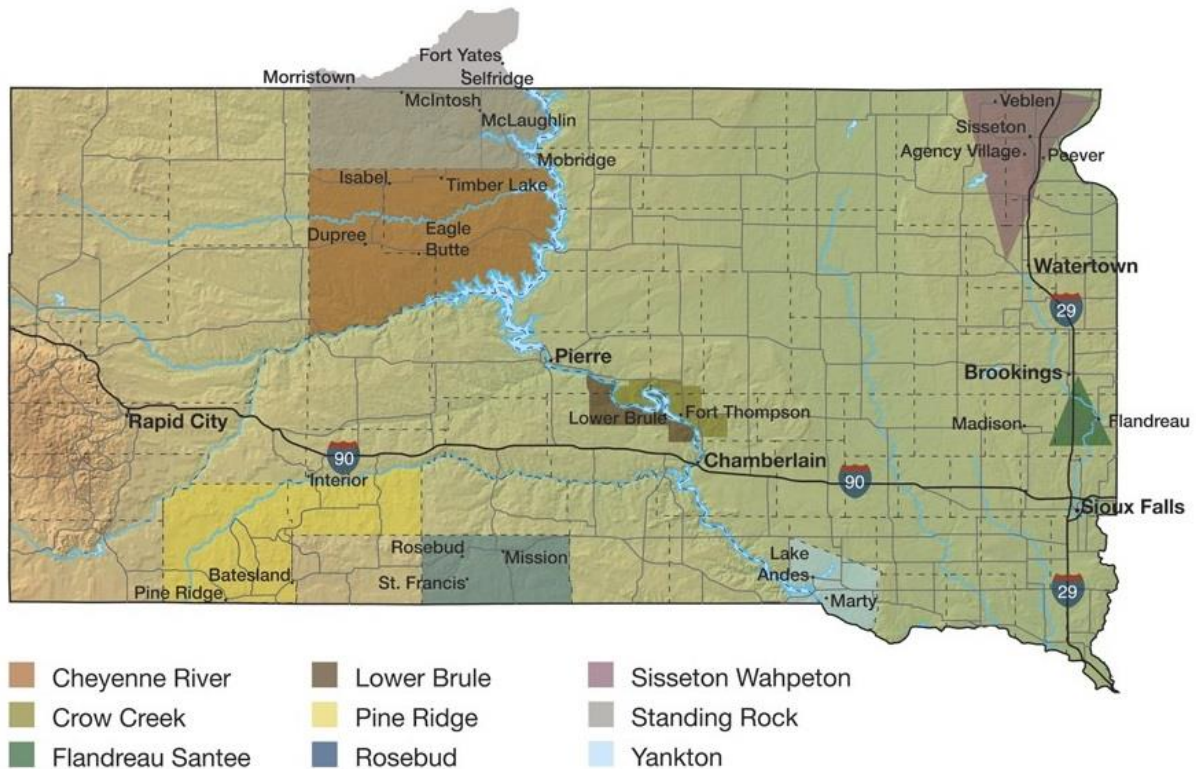 Fort Yates
Morristown
Selfridge
McIntosh
McLaughlin
Veblen
Sisseton
Agency Village
Peever
Mobridge
Isabel
Timber Lake
Dupree
Eagle
Butte
Watertown
29
Pierre
Brookings
Lower Brule
Fort Thompson
Madison
Flandreau
Rapid City
90
Interior
Chamberlain
90
Sioux Falls
Rosebud
Mission
St. Francis
Batesland
Pine Ridge
Lake
Andes
Marty
29
Cheyenne River
Lower Brule
Sisseton Wahpeton
Crow Creek
Pine Ridge
Standing Rock
Flandreau Santee
Rosebud
Yankton